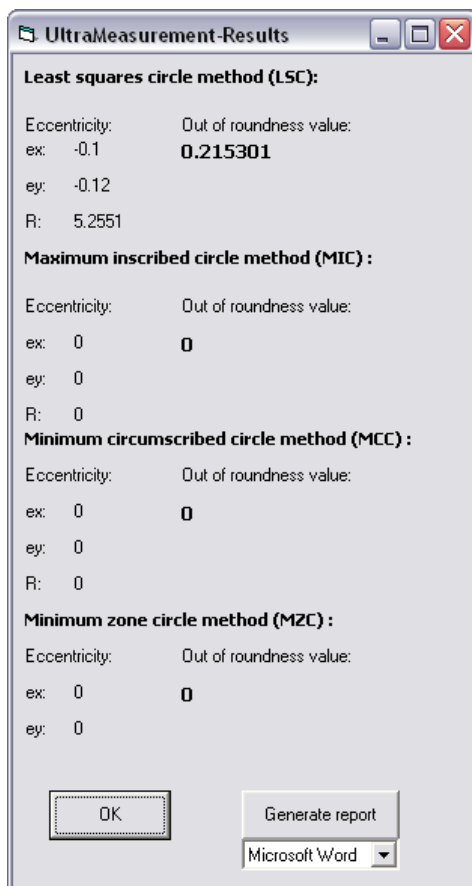 UltraMeasurement-Results
Least squares circle method (LSC):
Eccentricity: Out of roundness value:
ex: -0.1 0.215301
ey: -0.12
R: 5.2551
Maximum inscribed circle method (MIC) :
Eccentricity: Out of roundness value:
ex: 0 0
ey: 0
R: 0
Minimum circumscribed circle method (MCC) :
Eccentricity: Out of roundness value:
ex: 0 0
ey: 0
R: 0
Minimum zone circle method (MZC) :
Eccentricity: Out of roundness value:
ex: 0 0
ey: 0
OK Generate report
Microsoft Word